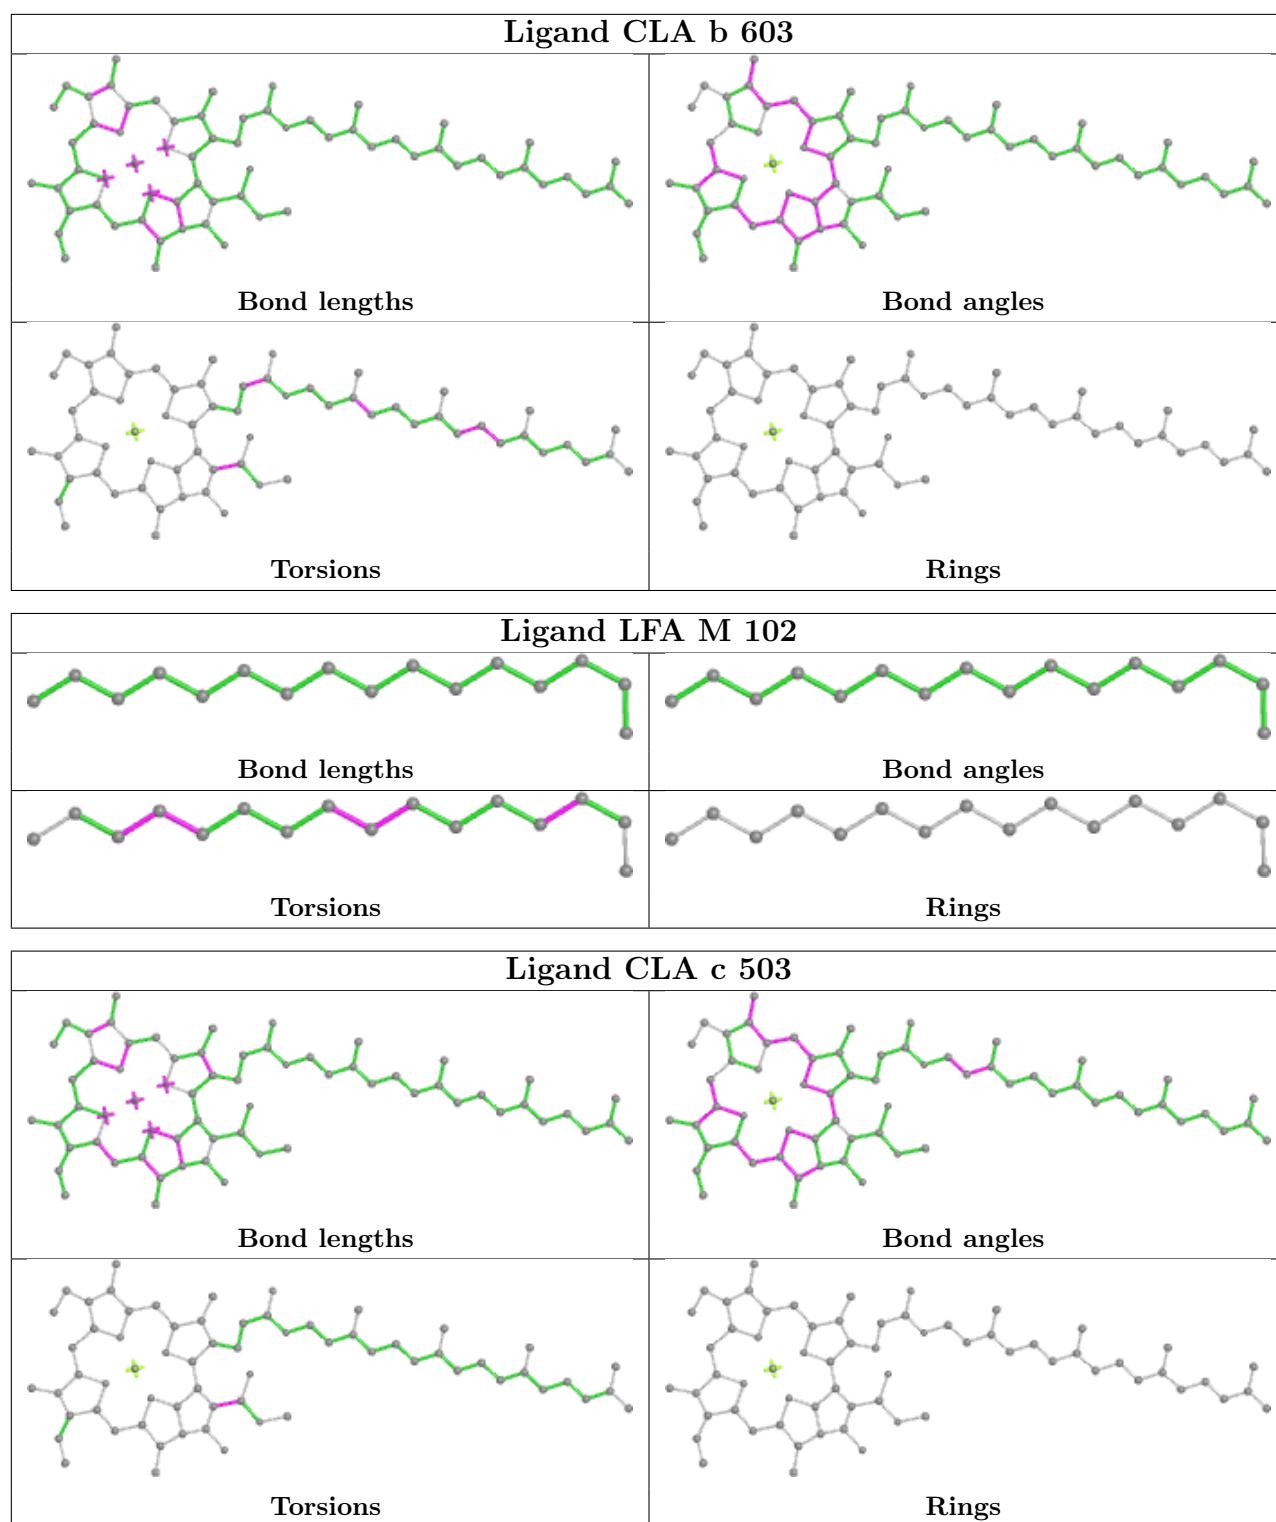 Ligand CLA b 603
Bond lengths
Bond angles
Torsions
Rings
Ligand LFA M 102
Bond lengths
Bond angles
Torsions
Rings
Ligand CLA c 503
Bond lengths
Bond angles
Torsions
Rings